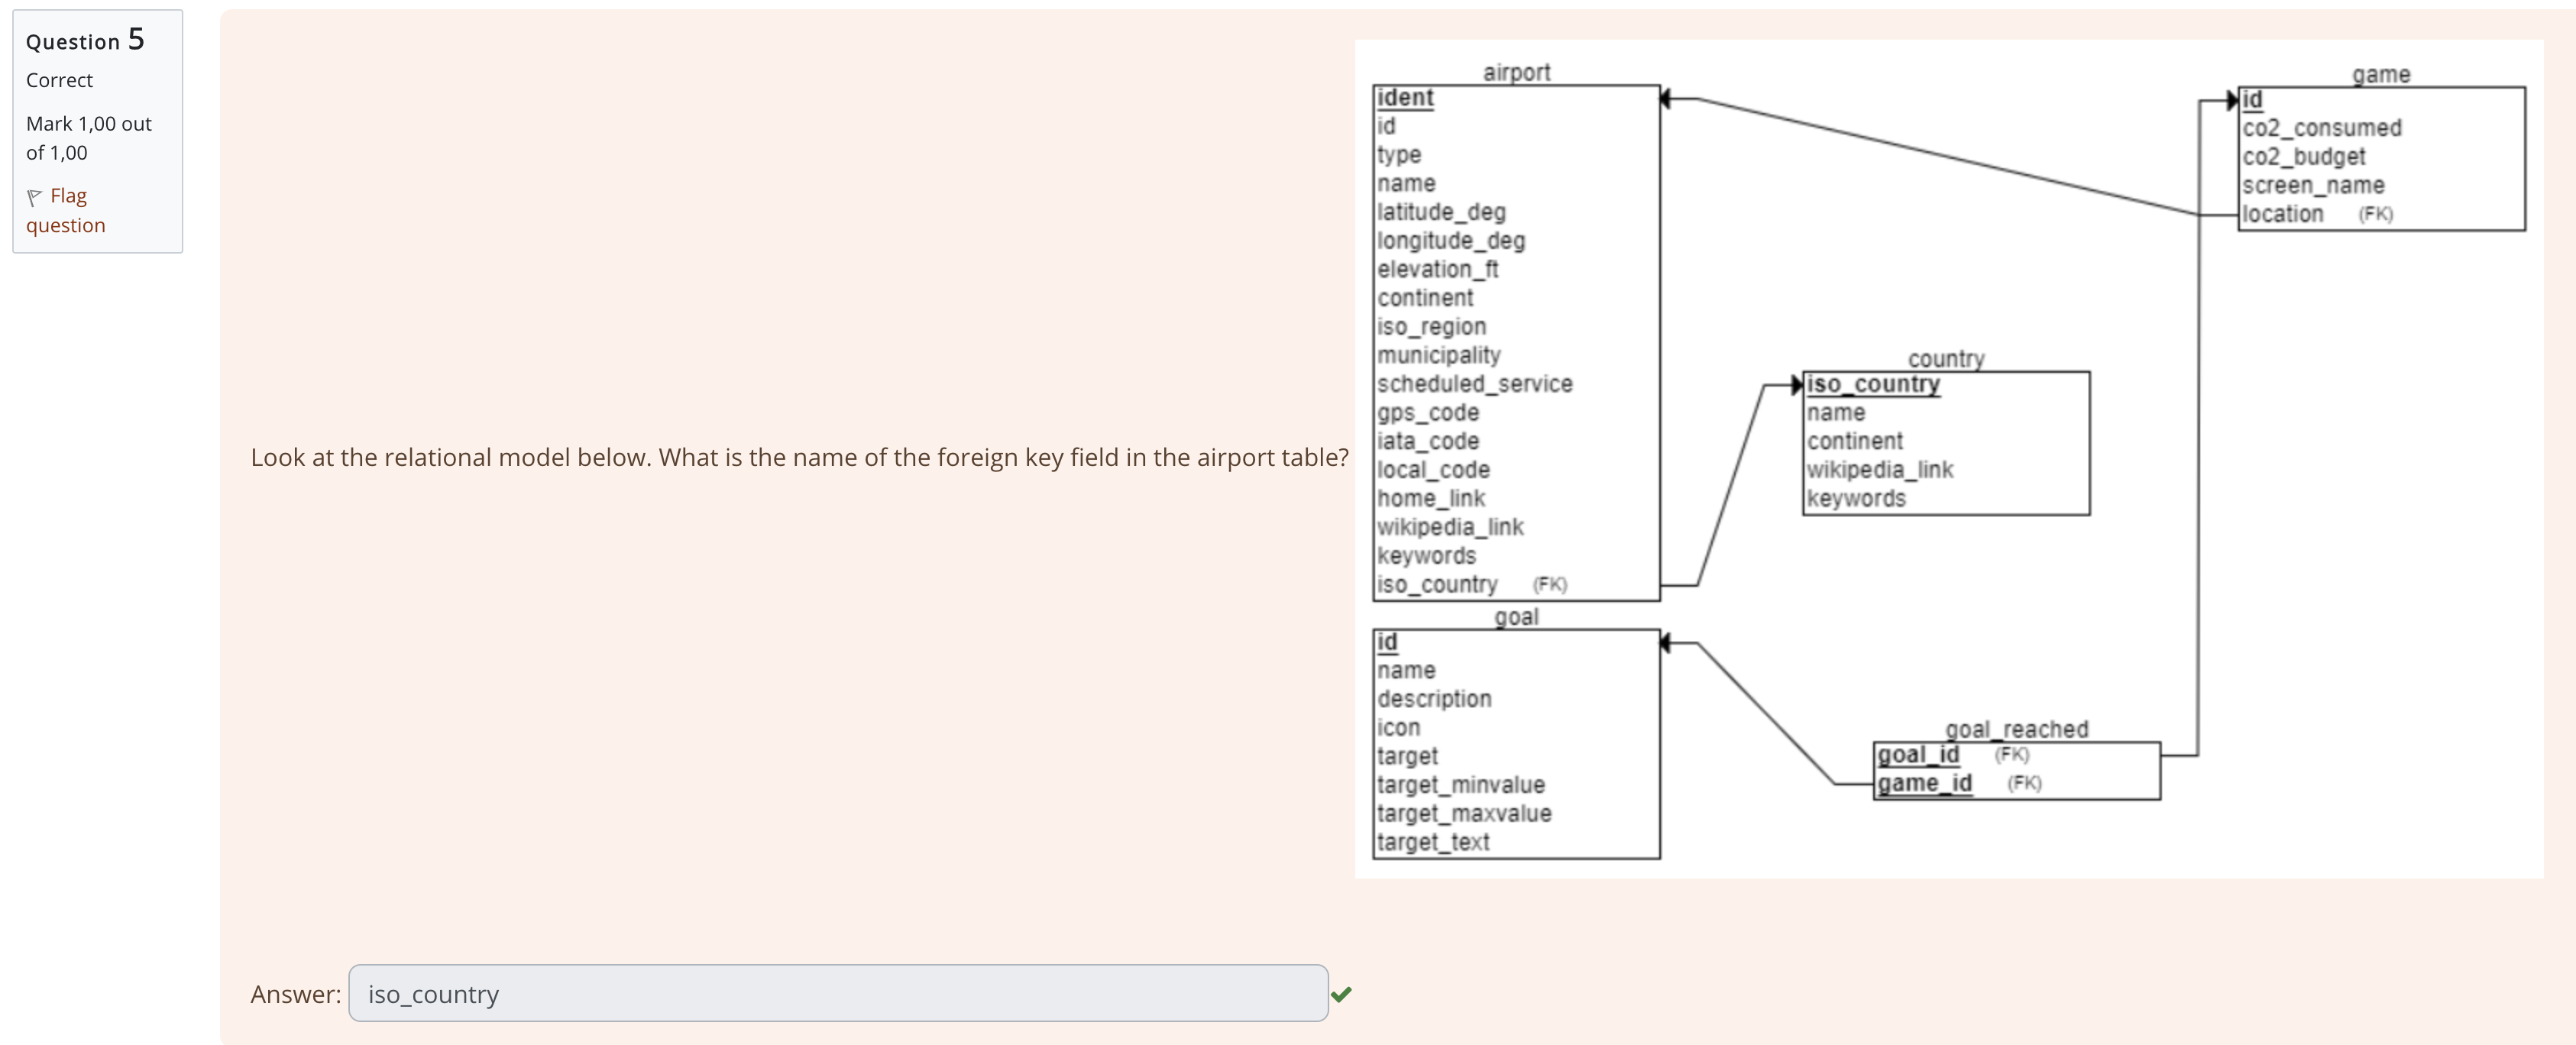 Question 5
Correct
Mark 1,00 out
of 1,00
Flag
question
Look at the relational model below. What is the name of the foreign key field in the airport table?
airport
ident
id
type
name
latitude_deg
longitude_deg
elevation_ft
continent
iso_region
municipality
scheduled_service
gps_code
iata_code
local_code
home_link
wikipedia_link
keywords
iso_country (FK)
game
id
co2_consumed
co2_budget
screen_name
location (FK)
country
iso_country
name
continent
wikipedia_link
keywords
goal
id
name
description
icon
target
target_minvalue
target_maxvalue
target_text
goal_reached
goal_id (FK)
game_id (FK)
Answer: iso_country